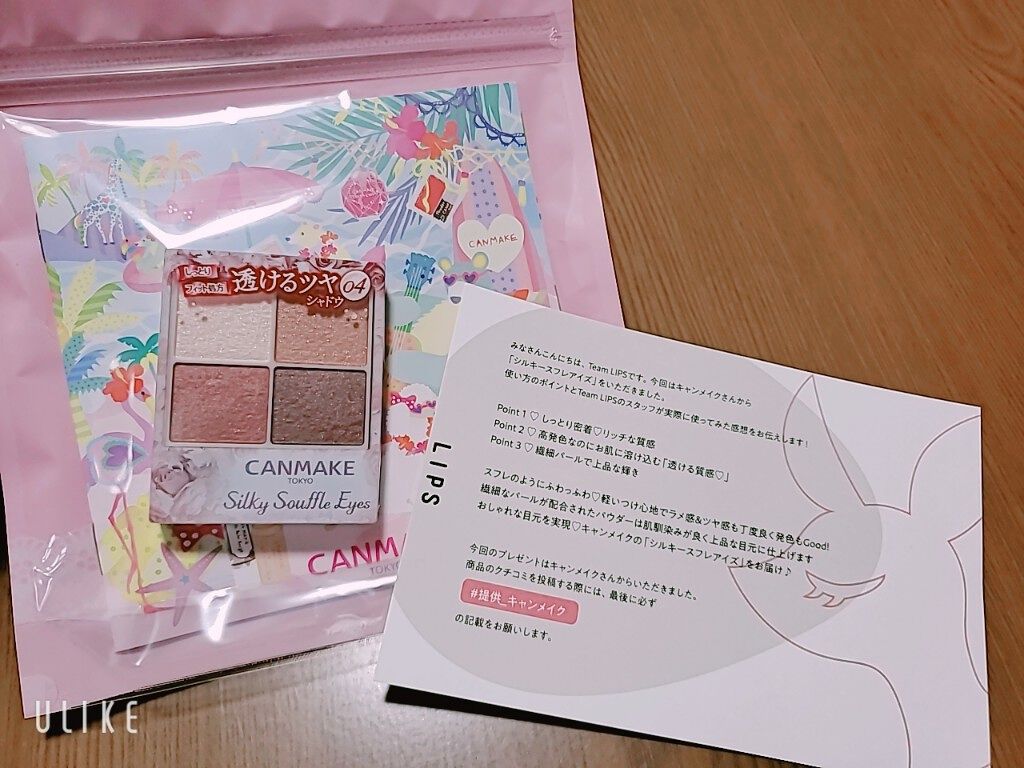 CANMAKE
しっとり
フィット処方
透けるツヤ
シャドウ
04
CANMAKE
TOKYO
Silky Souffle Eyes
CANMA
TOKYO
LIPS
みなさんこんにちは、Team LIPSです。今回はキャンメイクさんから
「シルキースフレアイズ」をいただきました。
使い方のポイントとTeam LIPSのスタッフが実際に使ってみた感想をお伝えします!
Point 1 ♡ しっとり密着♡リッチな質感
Point 2 ♡ 高発色なのにお肌に溶け込む「透ける質感♡」
Point 3 ♡ 繊細パールで上品な輝き
スフレのようにふわっふわ♡軽いつけ心地でラメ感&ツヤ感も丁度良く発色もGood!
繊細なパールが配合されたパウダーは肌馴染みが良く上品な目元に仕上げます
おしゃれな目元を実現♡キャンメイクの「シルキースフレアイズ」をお届け♪
今回のプレゼントはキャンメイクさんからいただきました。
商品のクチコミを投稿する際には、最後に必ず
#提供_キャンメイク
の記載をお願いします。
ULIKE